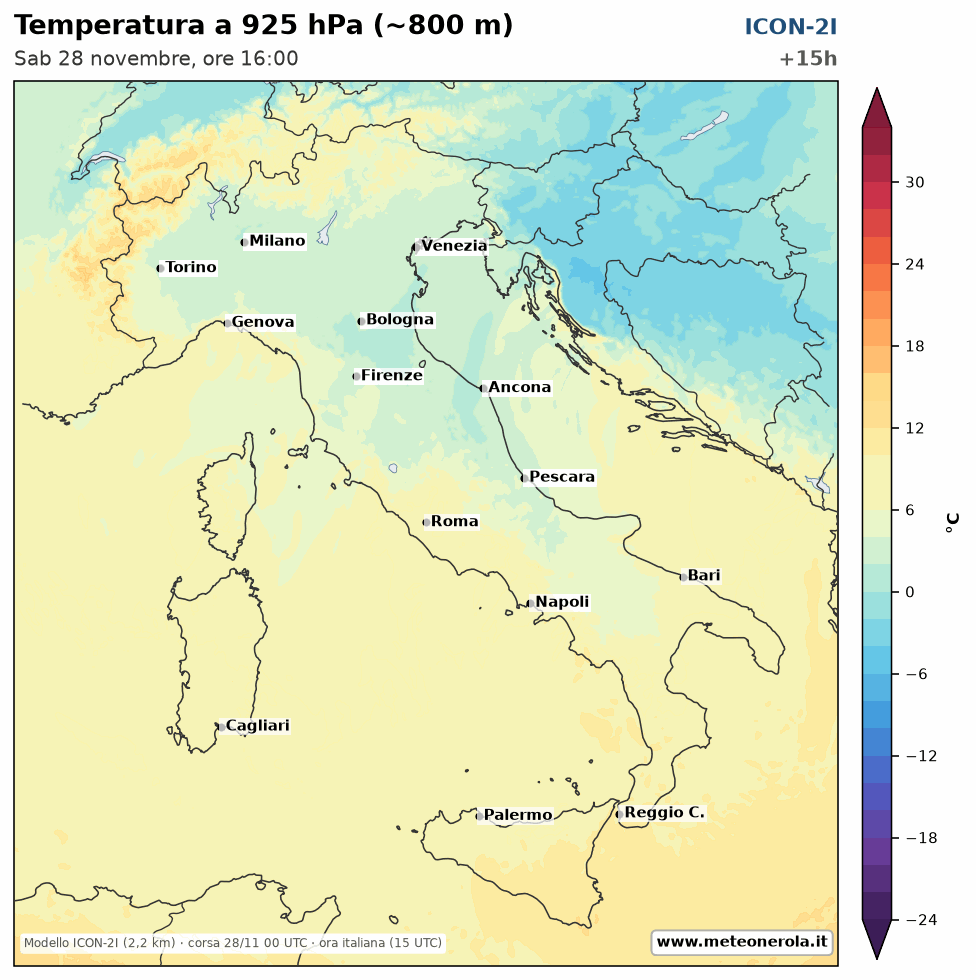 Temperatura a 925 hPa (~800 m)
ICON-2I
Sab 28 novembre, ore 16:00
+15h
Milano
Venezia
Torino
Genova
Bologna
Firenze
Ancona
Pescara
Roma
Bari
Napoli
Cagliari
Palermo
Reggio C.
30
24
18
12
6
0
−6
−12
−18
−24
°C
Modello ICON-2I (2,2 km) · corsa 28/11 00 UTC · ora italiana (15 UTC)
www.meteonerola.it